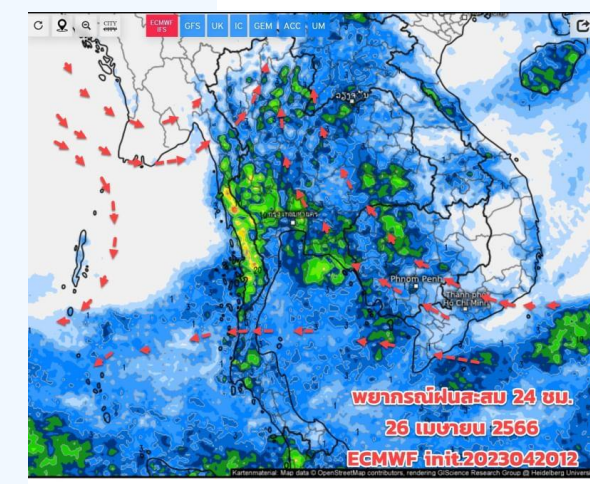 CITY
ECMWF IFS
GFS
UK
IC
GEM
ACC
UM
Phnom Penh
Thành phố
Hồ Chí Minh
พยากรณ์ฝนสะสม 24 ชม.
26 เมษายน 2566
ECMWF init.2023042012
Kartenmaterial: Map data © OpenStreetMap contributors, rendering GIScience Research Group @ Heidelberg Univers